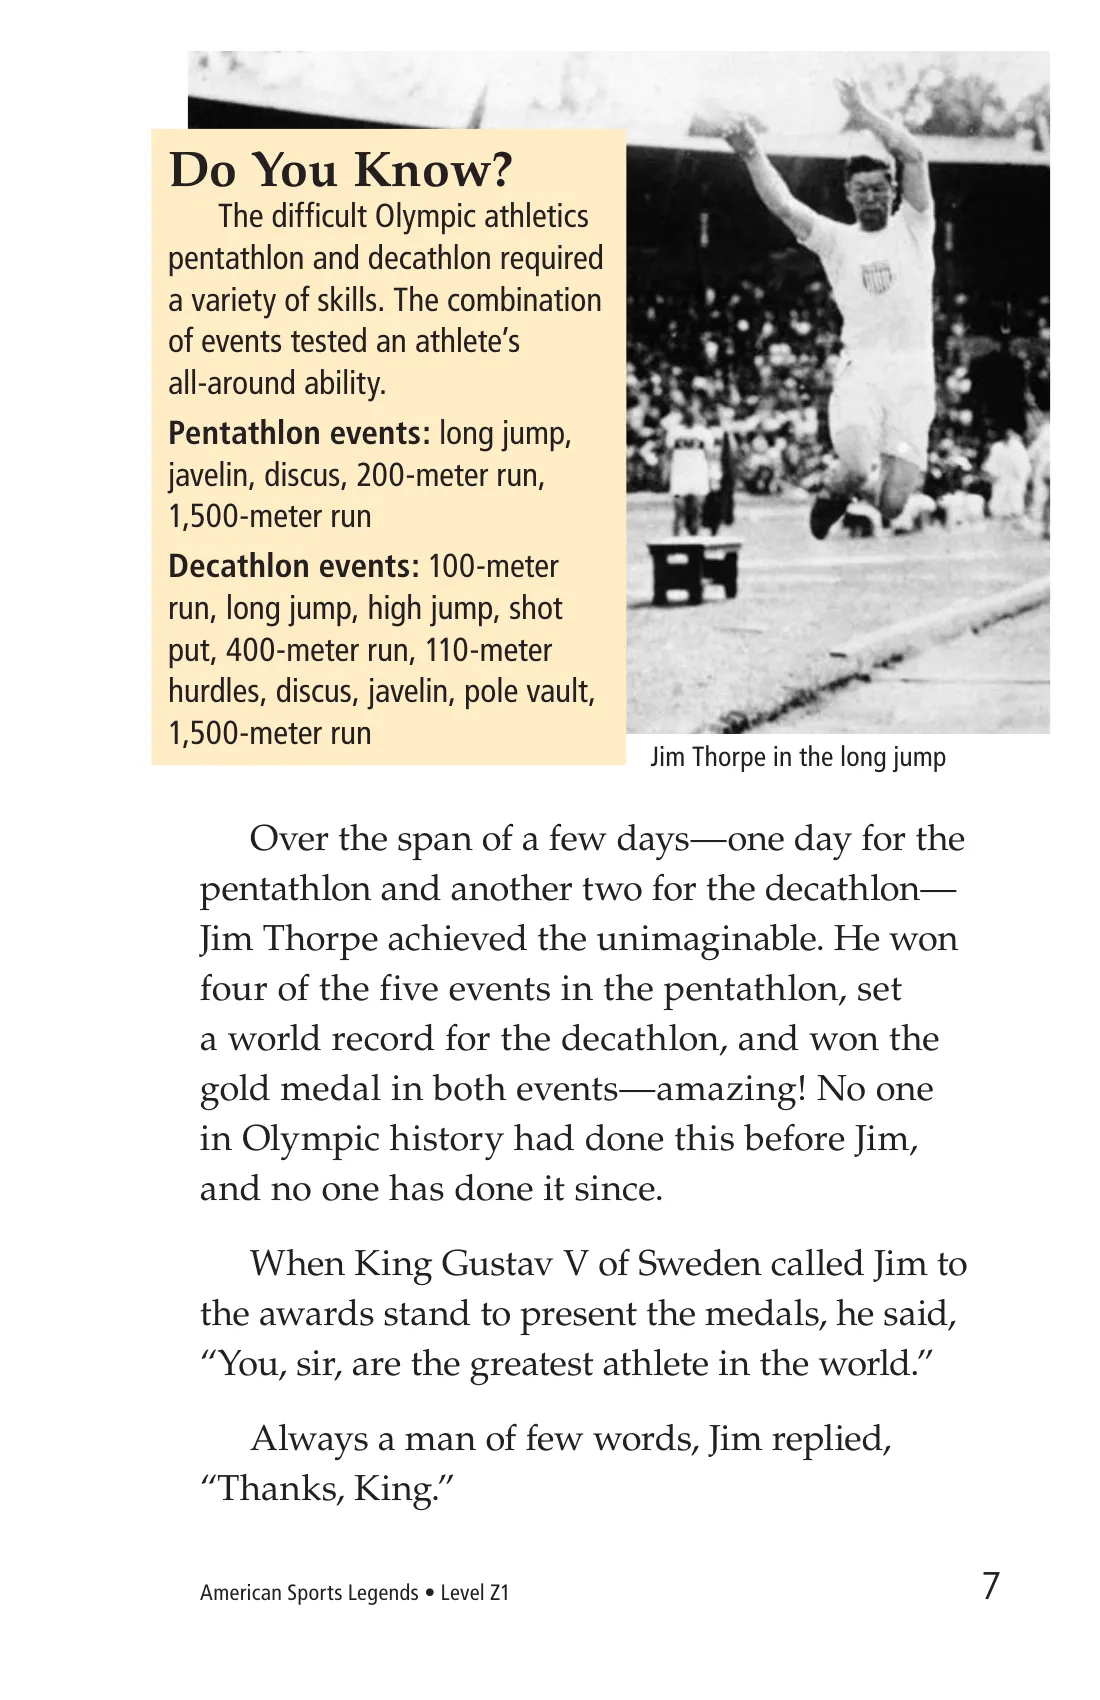 Do You Know?
The difficult Olympic athletics
pentathlon and decathlon required
a variety of skills. The combination
of events tested an athlete’s
all-around ability.
Pentathlon events: long jump,
javelin, discus, 200-meter run,
1,500-meter run
Decathlon events: 100-meter
run, long jump, high jump, shot
put, 400-meter run, 110-meter
hurdles, discus, javelin, pole vault,
1,500-meter run
Jim Thorpe in the long jump
Over the span of a few days—one day for the
pentathlon and another two for the decathlon—
Jim Thorpe achieved the unimaginable. He won
four of the five events in the pentathlon, set
a world record for the decathlon, and won the
gold medal in both events—amazing! No one
in Olympic history had done this before Jim,
and no one has done it since.
When King Gustav V of Sweden called Jim to
the awards stand to present the medals, he said,
“You, sir, are the greatest athlete in the world.”
Always a man of few words, Jim replied,
“Thanks, King.”
American Sports Legends • Level Z1
7